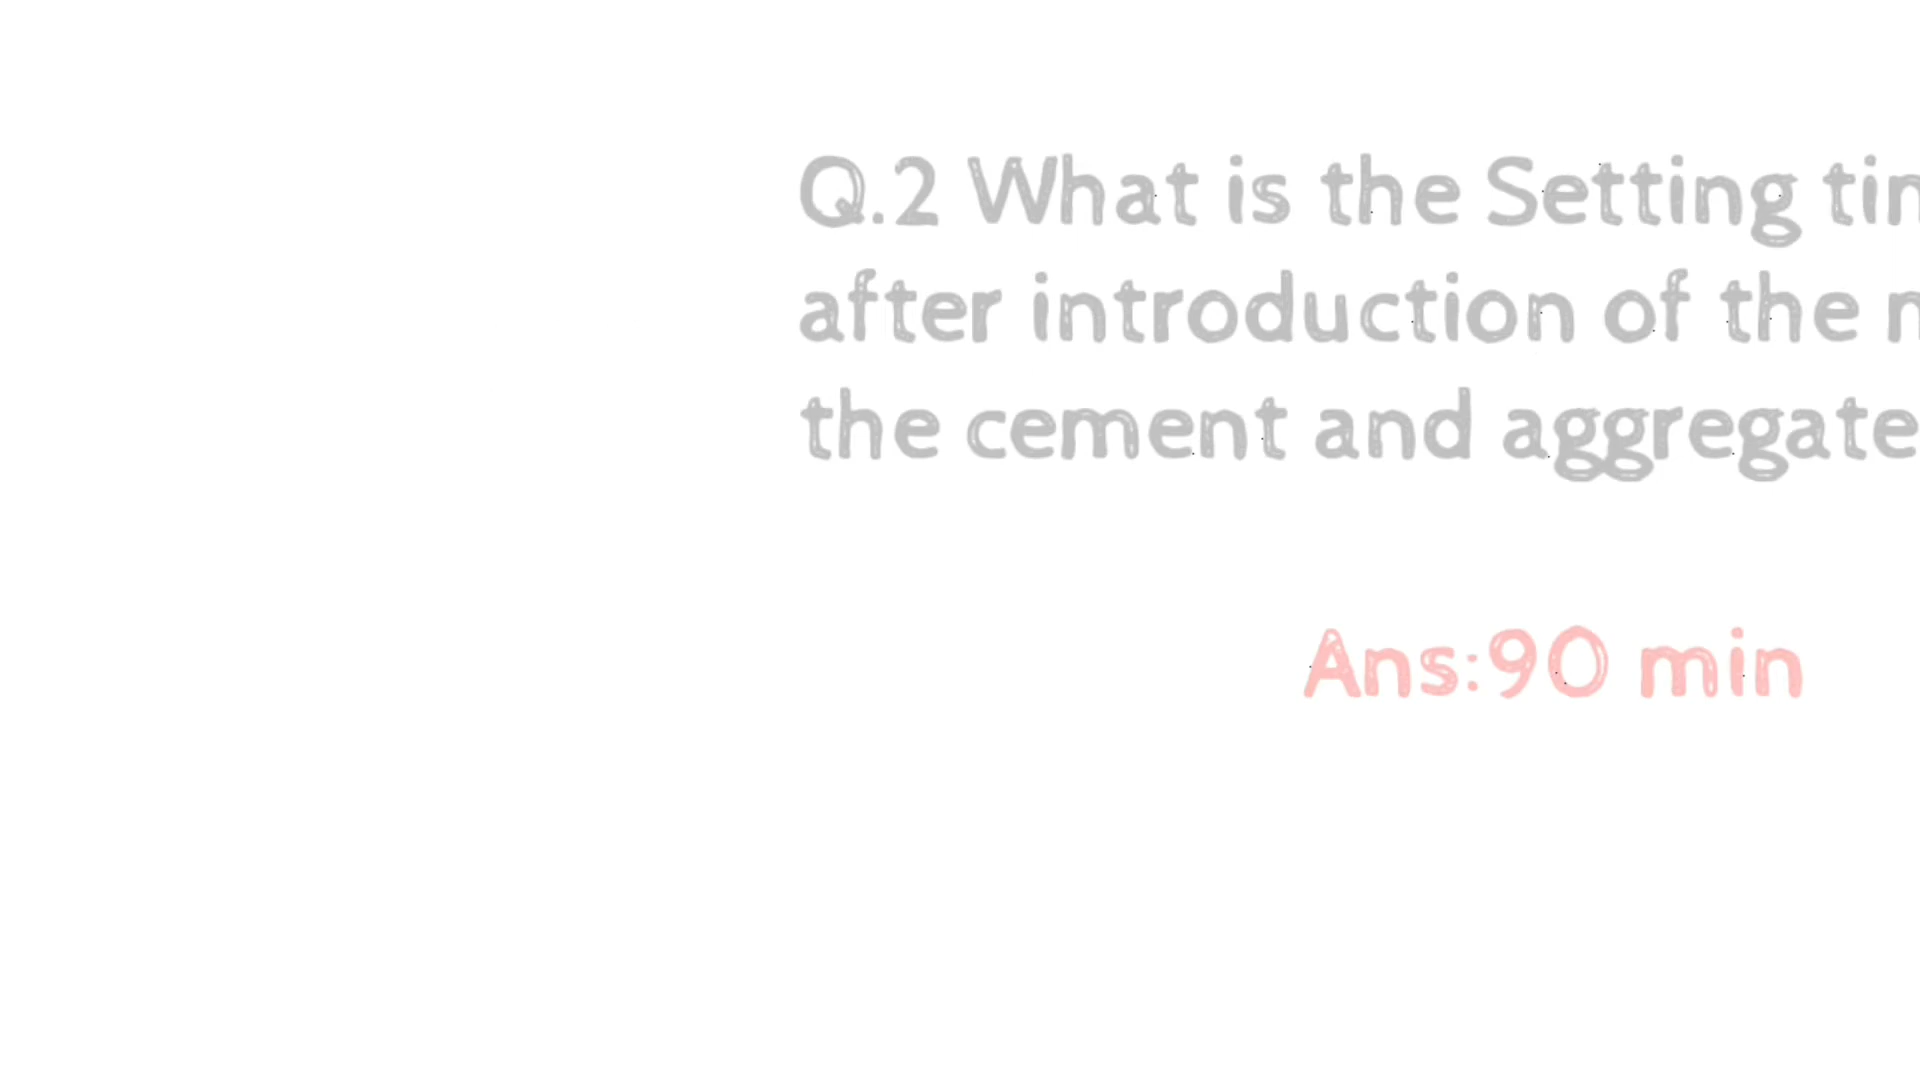 Q.2 What is the Setting
after introduction of the
the cement and aggregate
Ans:90 min